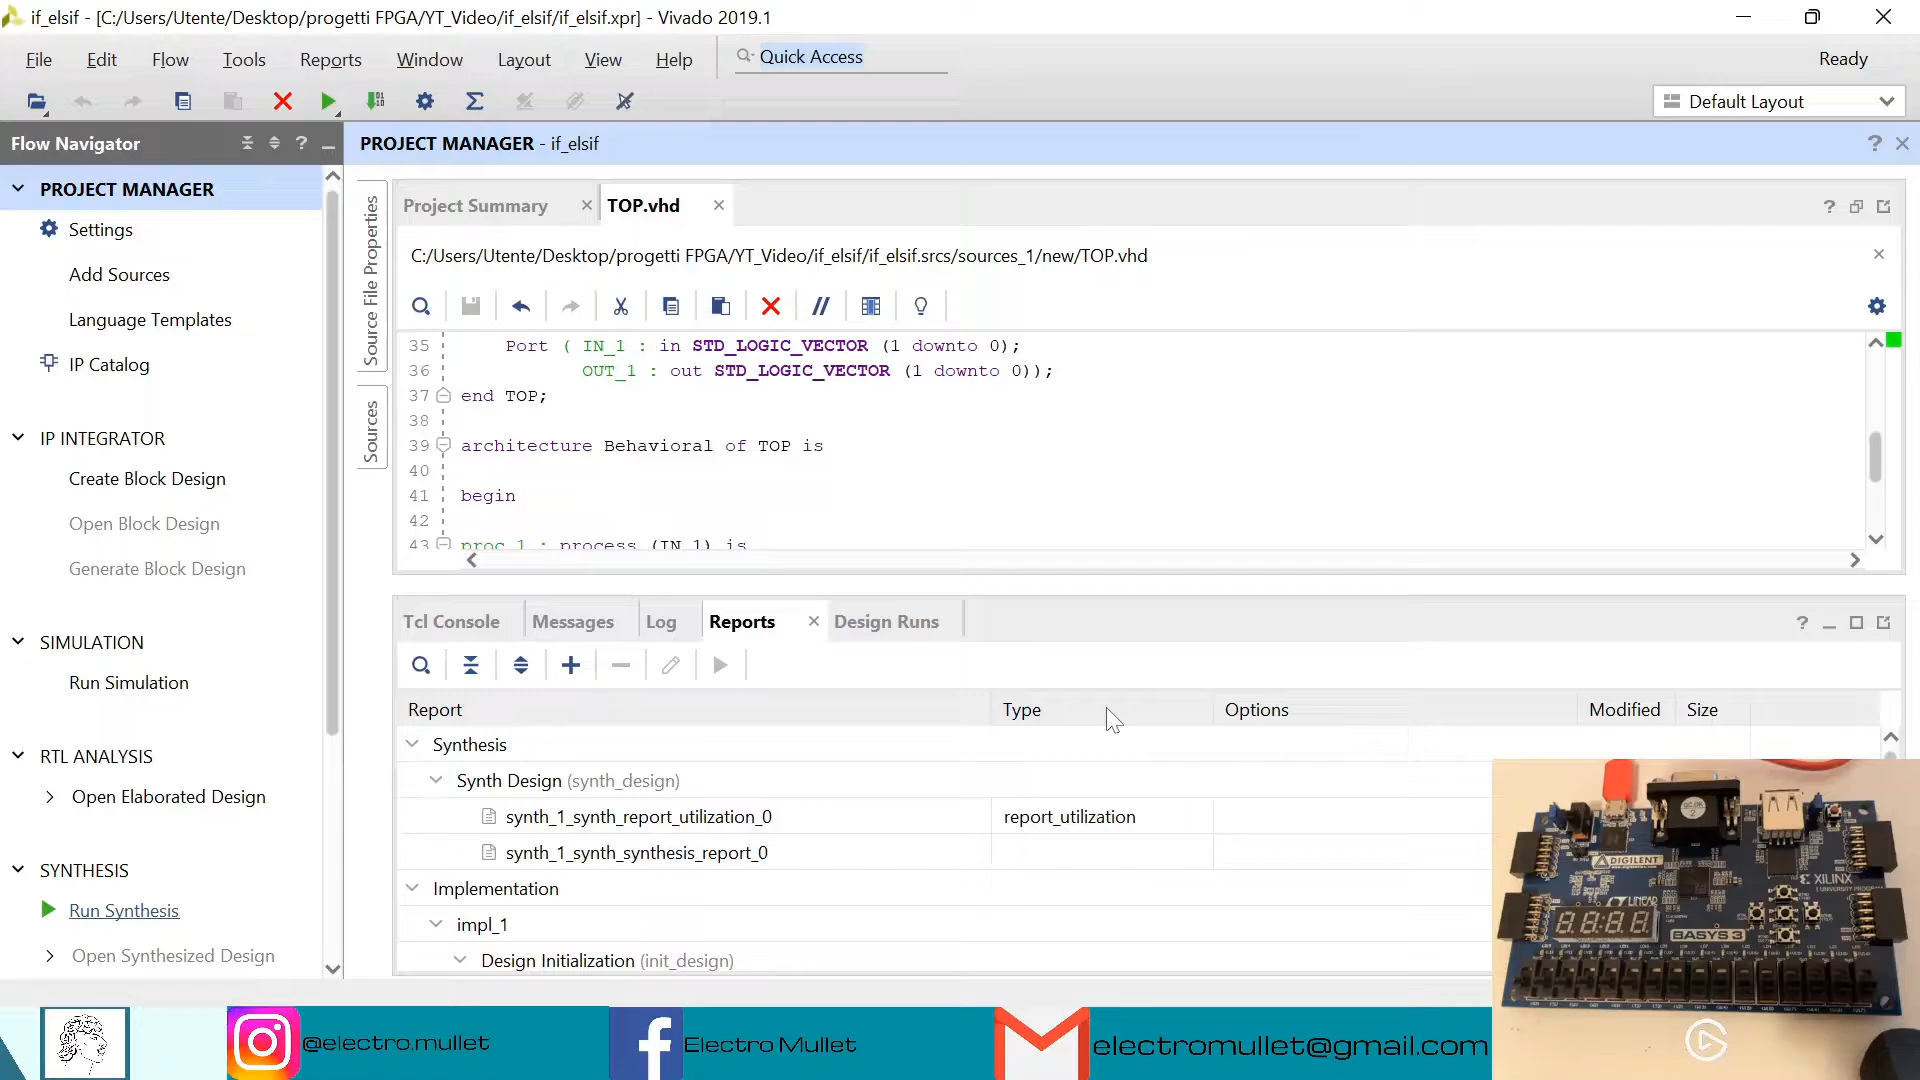 if_elsif - [C:/Users/Utente/Desktop/progetti FPGA/YT_Video/if_elsif/if_elsif.xpr] - Vivado 2019.1
File Edit Flow Tools Reports Window Layout View Help Quick Access Ready
Default Layout
Flow Navigator
PROJECT MANAGER - if_elsif
PROJECT MANAGER
Settings
Add Sources
Language Templates
IP Catalog
IP INTEGRATOR
Create Block Design
Open Block Design
Generate Block Design
SIMULATION
Run Simulation
RTL ANALYSIS
Open Elaborated Design
SYNTHESIS
Run Synthesis
Open Synthesized Design
Source File Properties
Sources
Project Summary TOP.vhd
C:/Users/Utente/Desktop/progetti FPGA/YT_Video/if_elsif/if_elsif.srcs/sources_1/new/TOP.vhd
35 Port ( IN_1 : in STD_LOGIC_VECTOR (1 downto 0);
36 OUT_1 : out STD_LOGIC_VECTOR (1 downto 0));
37 end TOP;
38
39 architecture Behavioral of TOP is
40
41 begin
42
43 proc_1 : process (IN_1) is
Tcl Console Messages Log Reports Design Runs
Report Type Options Modified Size
Synthesis
Synth Design (synth_design)
synth_1_synth_report_utilization_0 report_utilization
synth_1_synth_synthesis_report_0
Implementation
impl_1
Design Initialization (init_design)
DIGILENT
XILINX
LINEAR
BASYS 3
@electro.mullet
Electro Mullet
electromullet@gmail.com